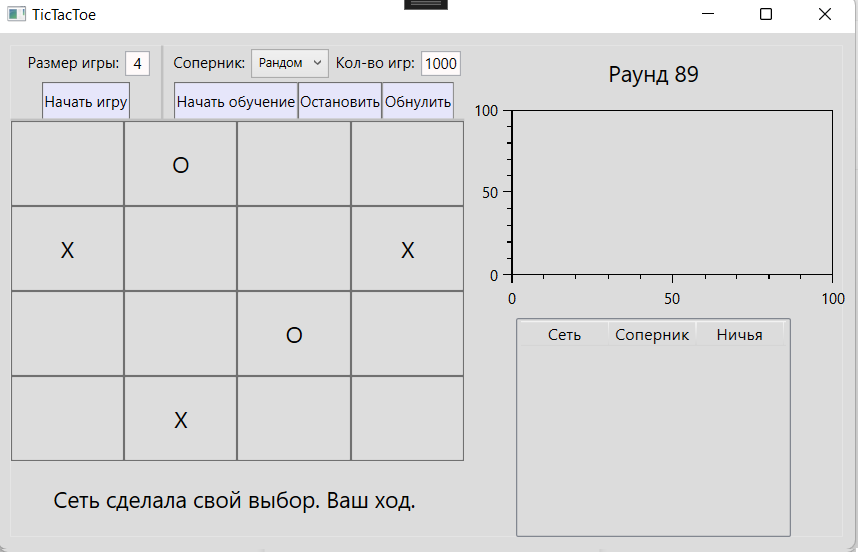 TicTacToe
Размер игры: 4
Соперник: Рандом Кол-во игр: 1000
Начать игру
Начать обучение Остановить Обнулить
O
X X
O
X
Сеть сделала свой выбор. Ваш ход.
Раунд 89
100
50
0
0 50 100
Сеть Соперник Ничья